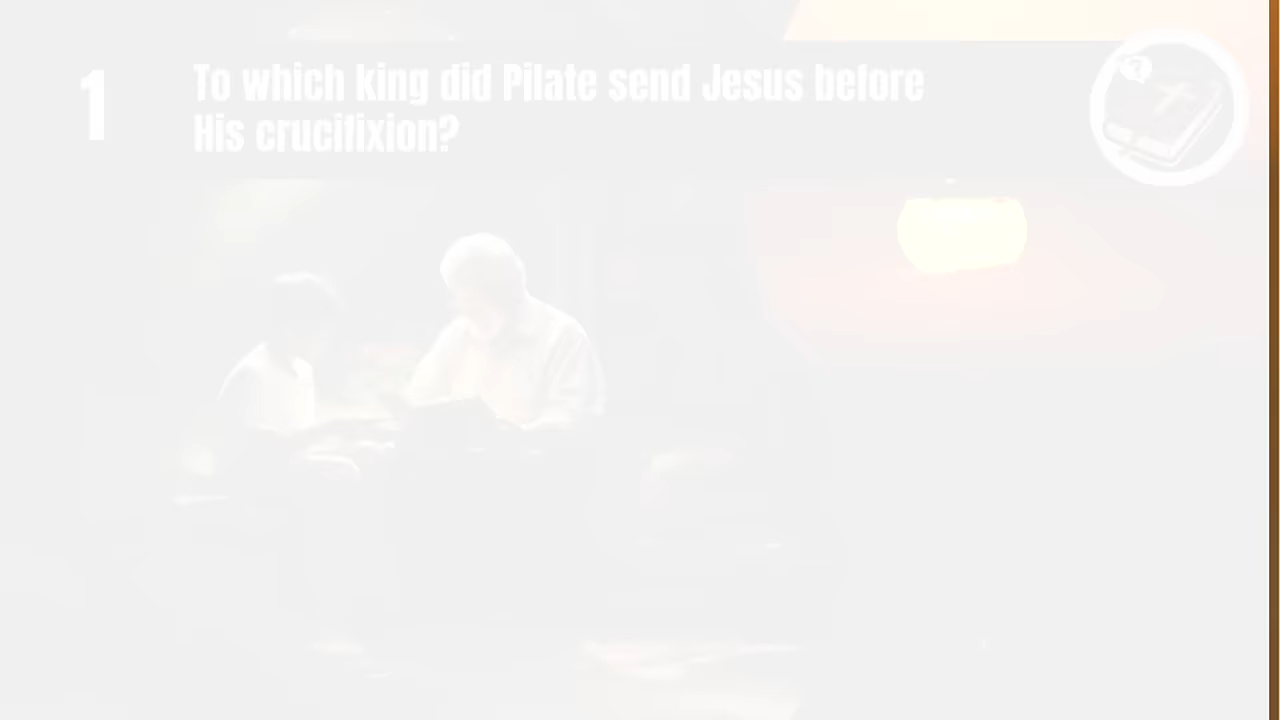 1
To which king did Pilate send Jesus before
His crucifixion?
?